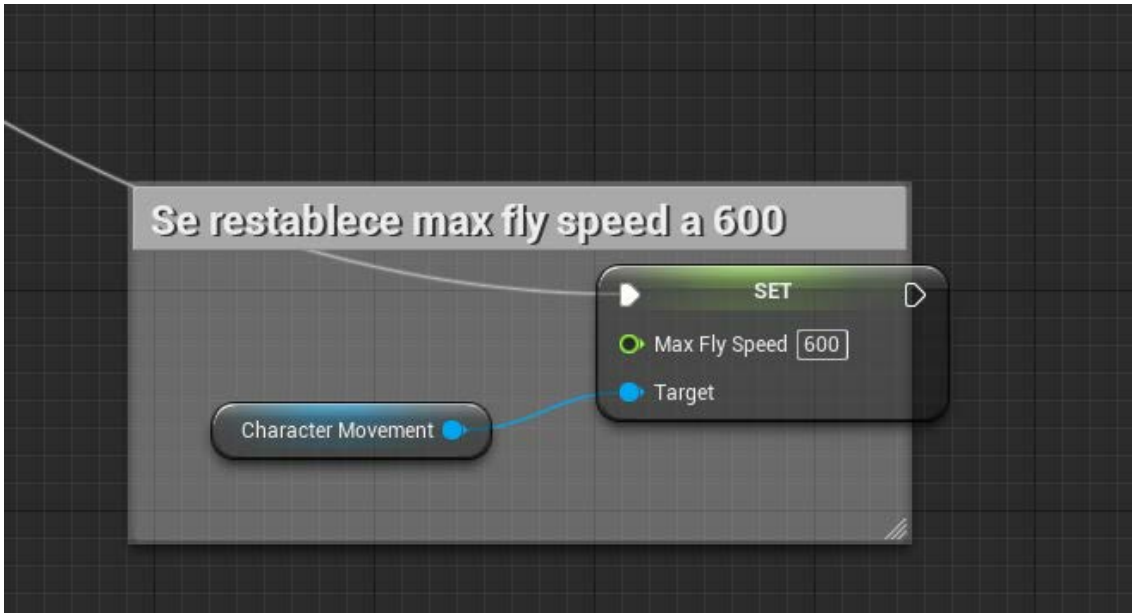 Se restablece max fly speed a 600
SET
Max Fly Speed 600
Target
Character Movement